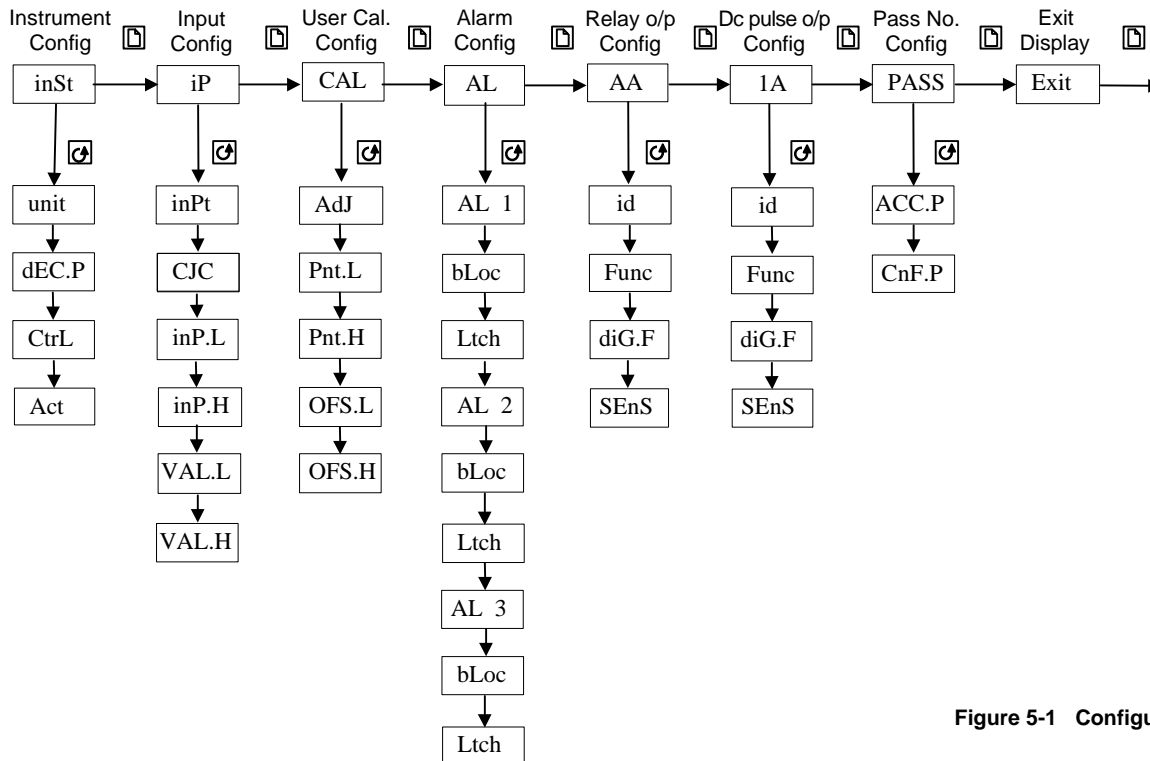 Instrument Config
Input Config
User Cal. Config
Alarm Config
Relay o/p Config
Dc pulse o/p Config
Pass No. Config
Exit Display
inSt
iP
CAL
AL
AA
1A
PASS
Exit
unit
dEC.P
CtrL
Act
inPt
CJC
inP.L
inP.H
VAL.L
VAL.H
AdJ
Pnt.L
Pnt.H
OFS.L
OFS.H
AL 1
bLoc
Ltch
AL 2
bLoc
Ltch
AL 3
bLoc
Ltch
id
Func
diG.F
SEnS
id
Func
diG.F
SEnS
ACC.P
CnF.P
Figure 5-1 Configu